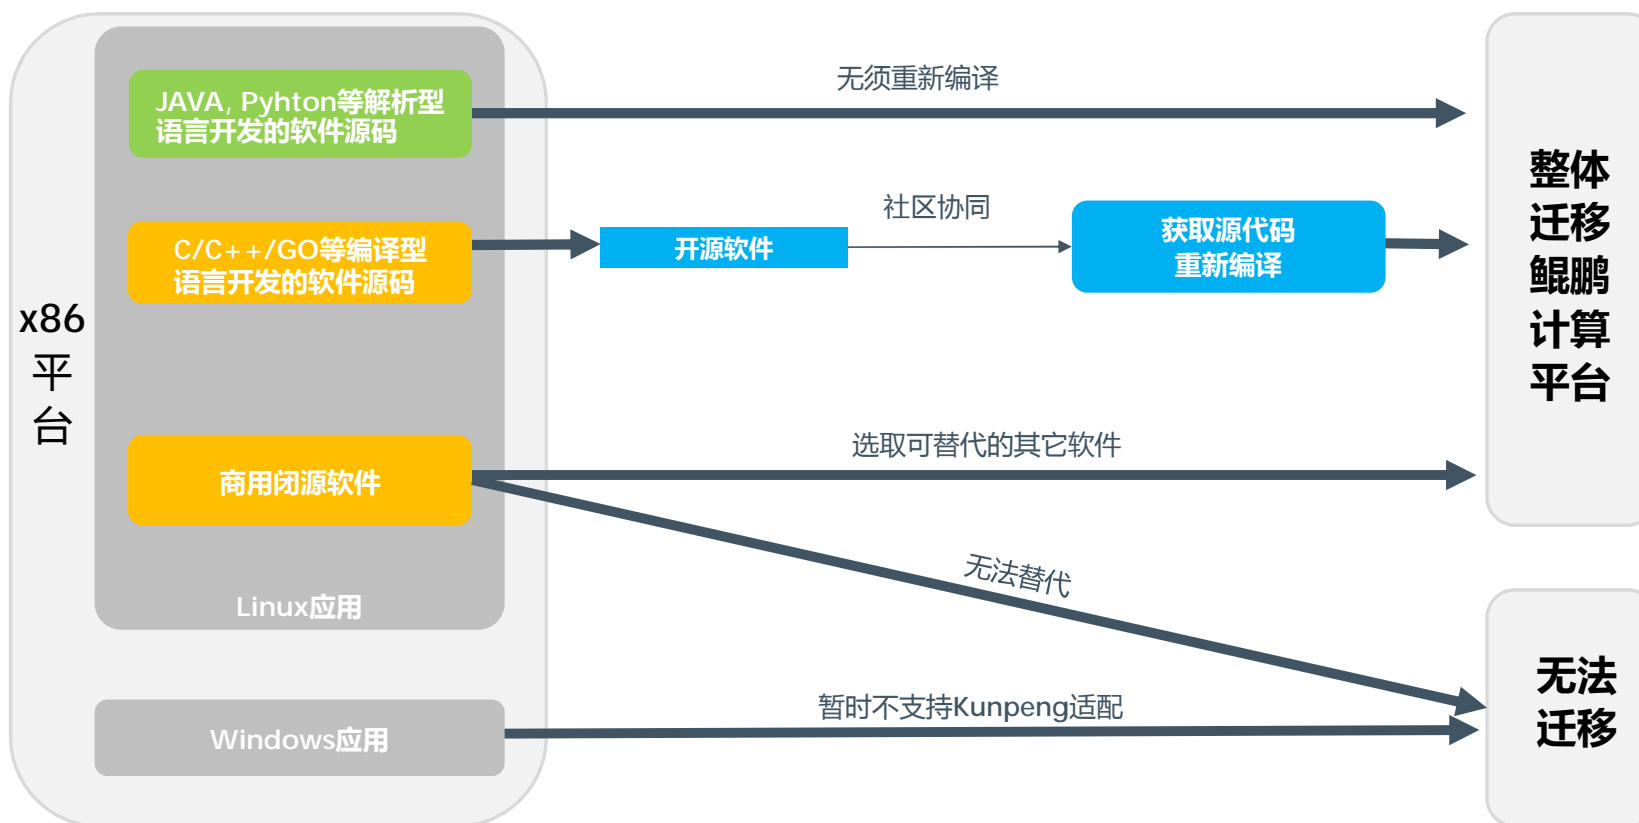 x86
平
台
JAVA, Pyhton等解析型
语言开发的软件源码
无须重新编译
C/C++/GO等编译型
语言开发的软件源码
开源软件
社区协同
获取源代码
重新编译
商用闭源软件
选取可替代的其它软件
无法替代
Linux应用
Windows应用
暂时不支持Kunpeng适配
整体
迁移
鲲鹏
计算
平台
无法
迁移